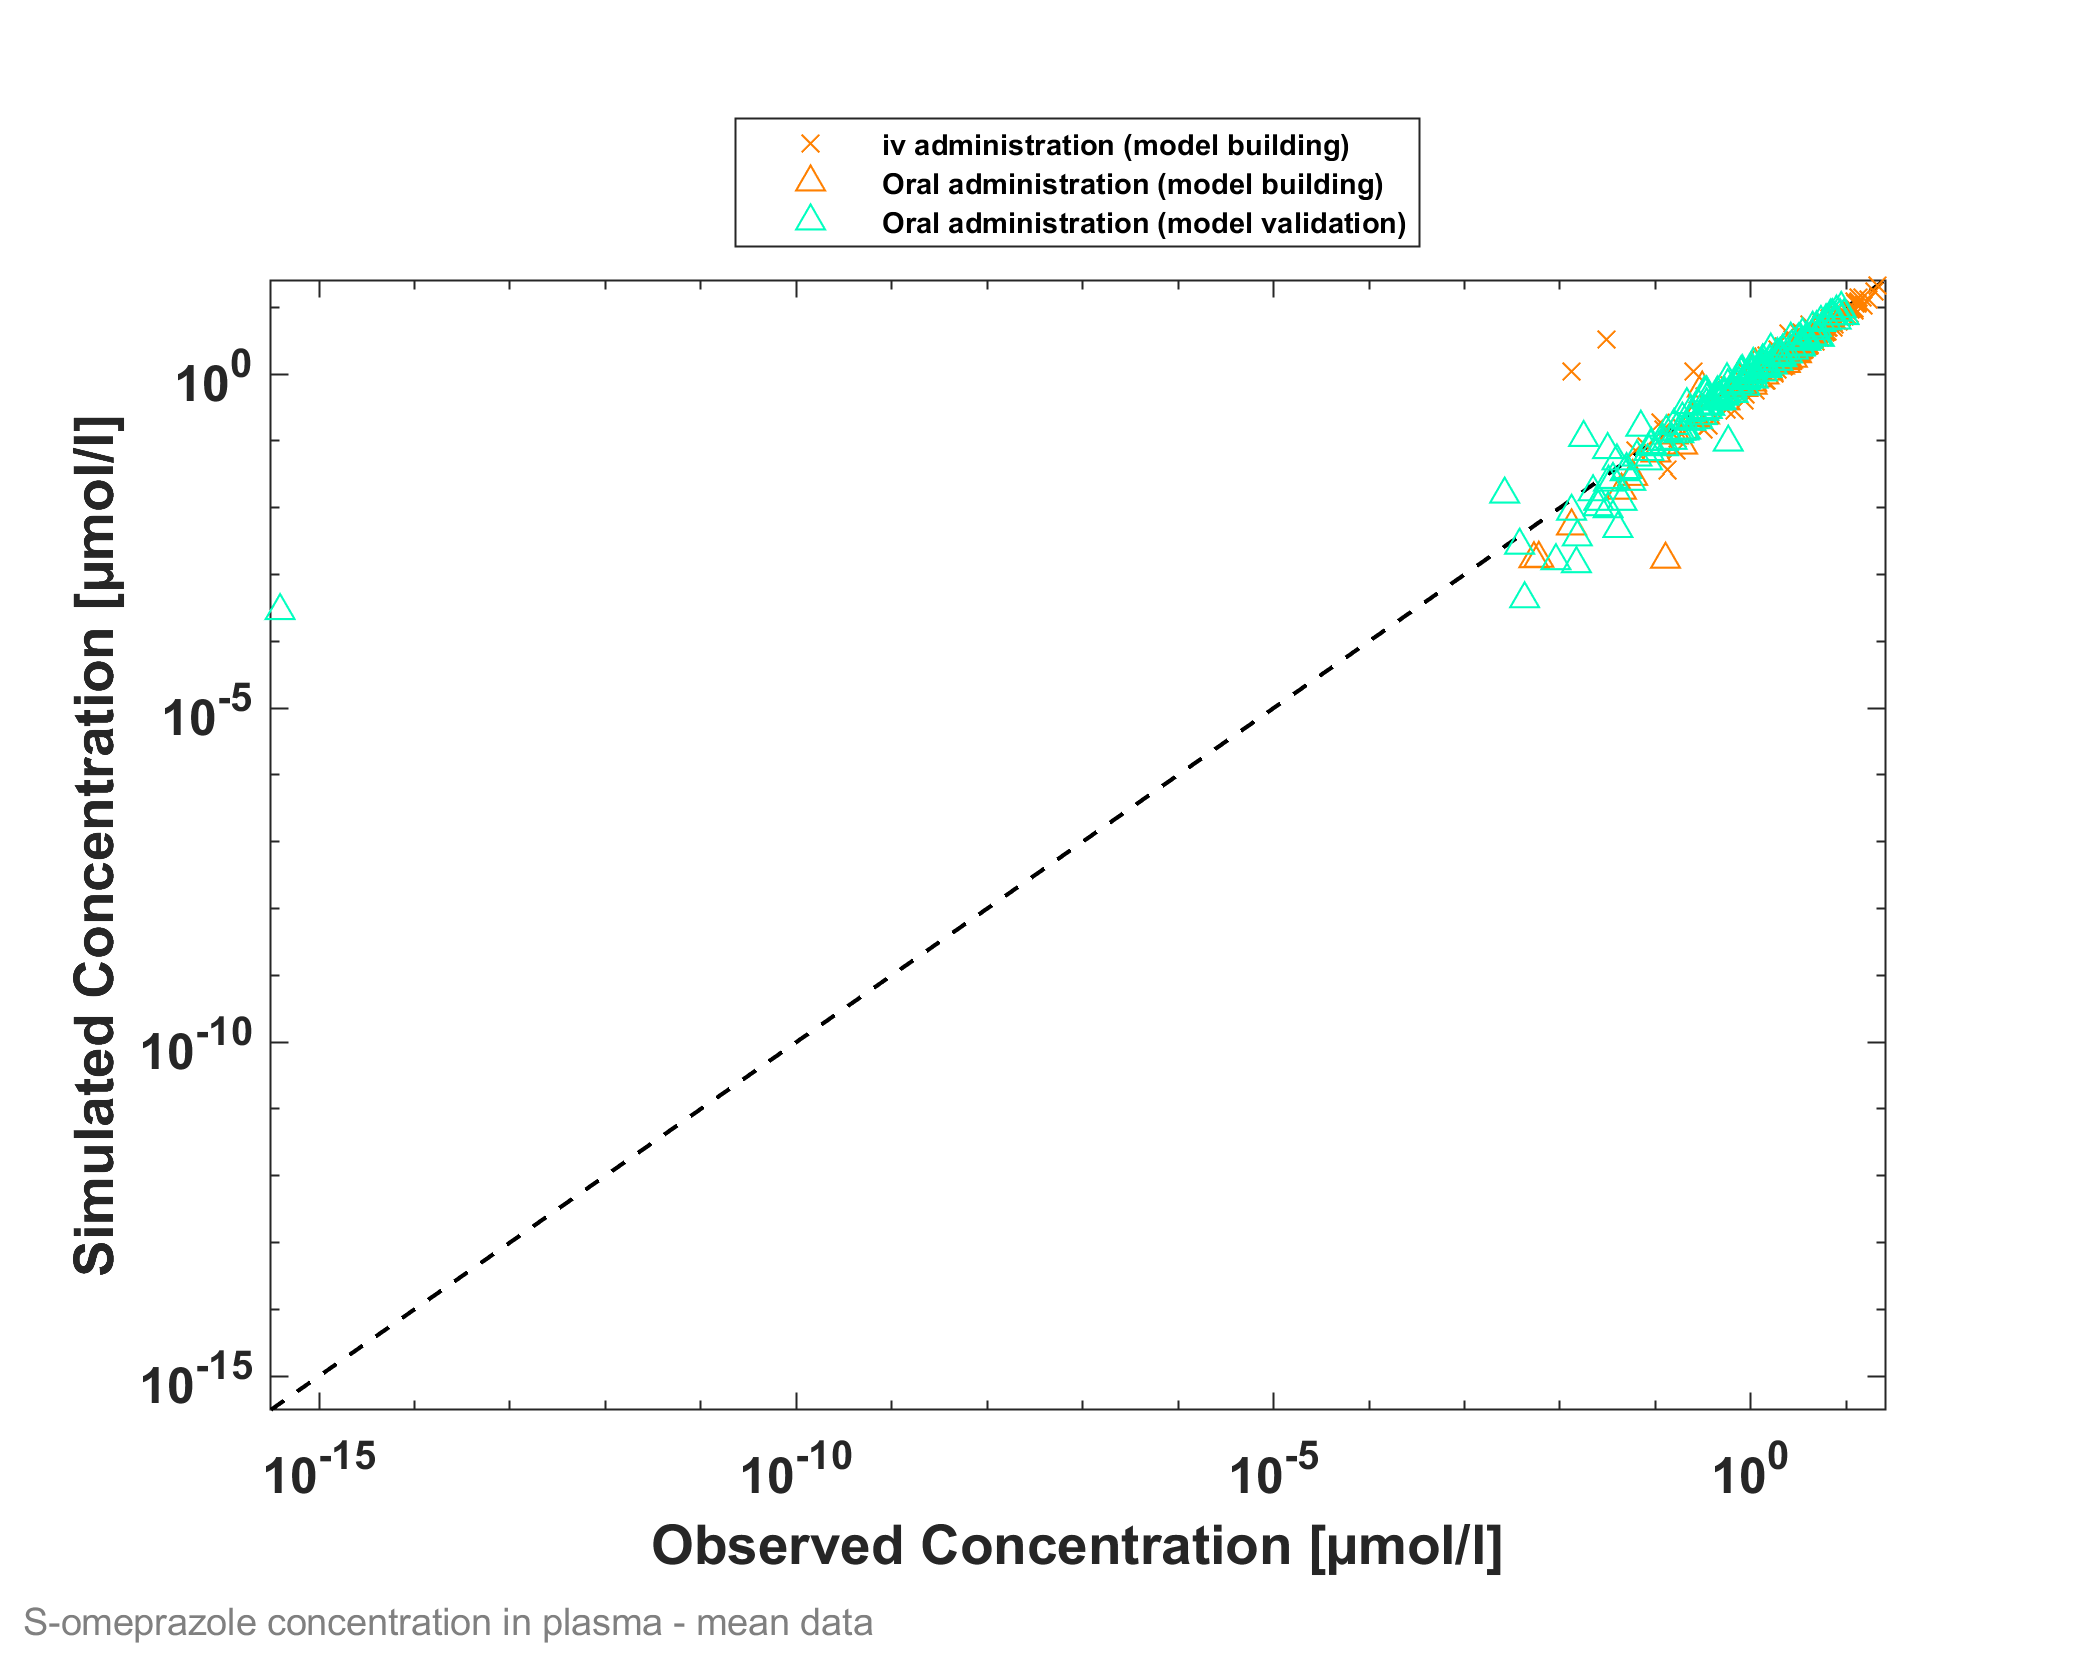 iv administration (model building)
Oral administration (model building)
Oral administration (model validation)
Simulated Concentration [µmol/l]
10^0
10^-5
10^-10
10^-15
10^-15 10^-10 10^-5 10^0
Observed Concentration [µmol/l]
S-omeprazole concentration in plasma - mean data